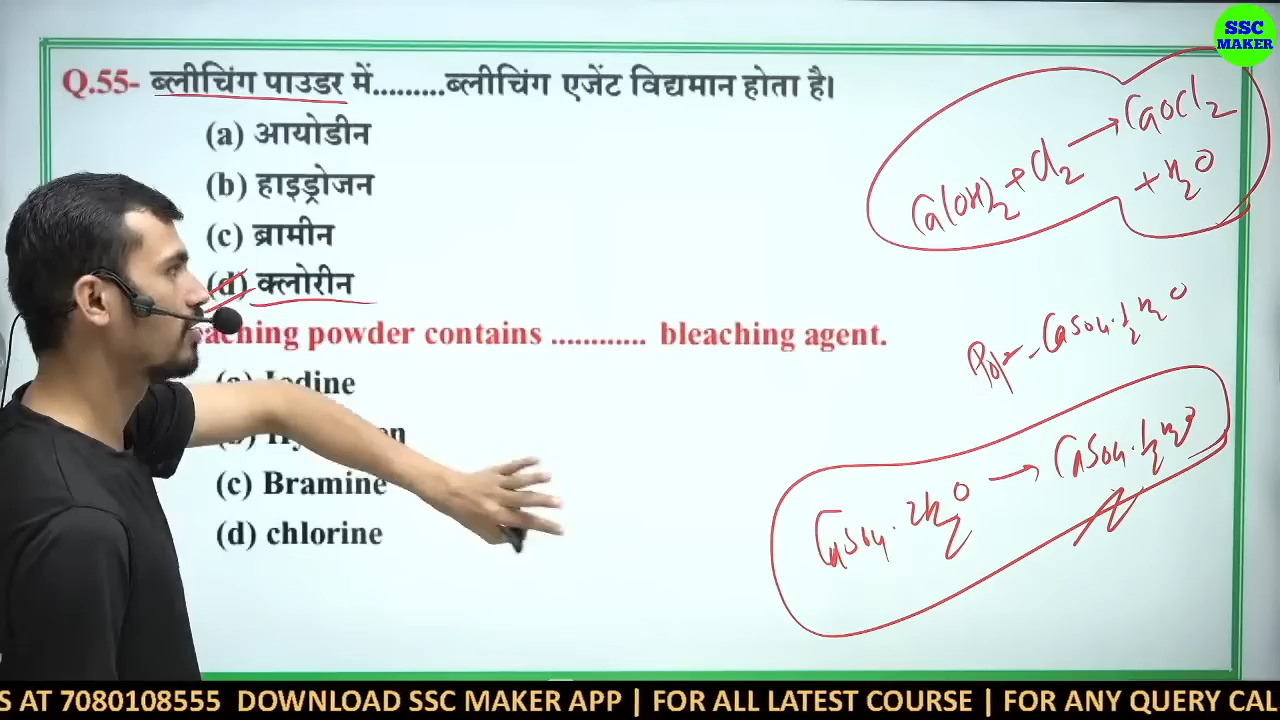 SSC
MAKER
Q.55- ब्लीचिंग पाउडर में.........ब्लीचिंग एजेंट विद्यमान होता है।
(a) आयोडीन
(b) हाइड्रोजन
(c) ब्रामीन
(d) क्लोरीन
powder contains ............ bleaching agent.
(a) Iodine
(c) Bramine
(d) chlorine
Ca(OH)2 + Cl2 → CaOCl2
+ H2O
PoP - CaSO4·½H2O
CaSO4·2H2O → CaSO4·½H2O
S AT 7080108555 DOWNLOAD SSC MAKER APP | FOR ALL LATEST COURSE | FOR ANY QUERY CAL